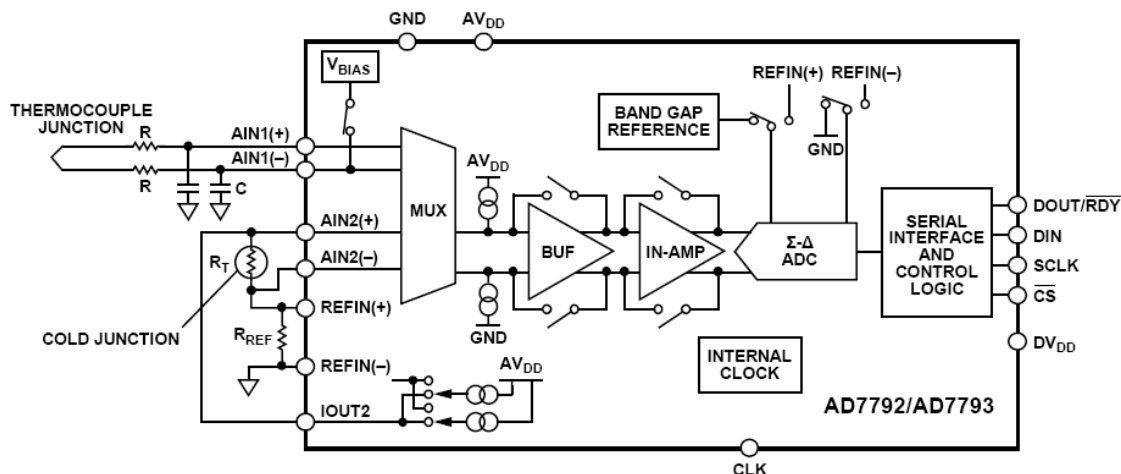 GND
AVDD
VBIAS
REFIN(+)
REFIN(–)
THERMOCOUPLE
JUNCTION
R
AIN1(+)
BAND GAP
REFERENCE
AIN1(–)
GND
R
C
AVDD
MUX
AIN2(+)
BUF
IN-AMP
Σ-Δ
ADC
SERIAL
INTERFACE
AND
CONTROL
LOGIC
DOUT/RDY
DIN
SCLK
CS
RT
AIN2(–)
REFIN(+)
GND
COLD JUNCTION
RREF
REFIN(–)
AVDD
INTERNAL
CLOCK
DVDD
IOUT2
AD7792/AD7793
CLK